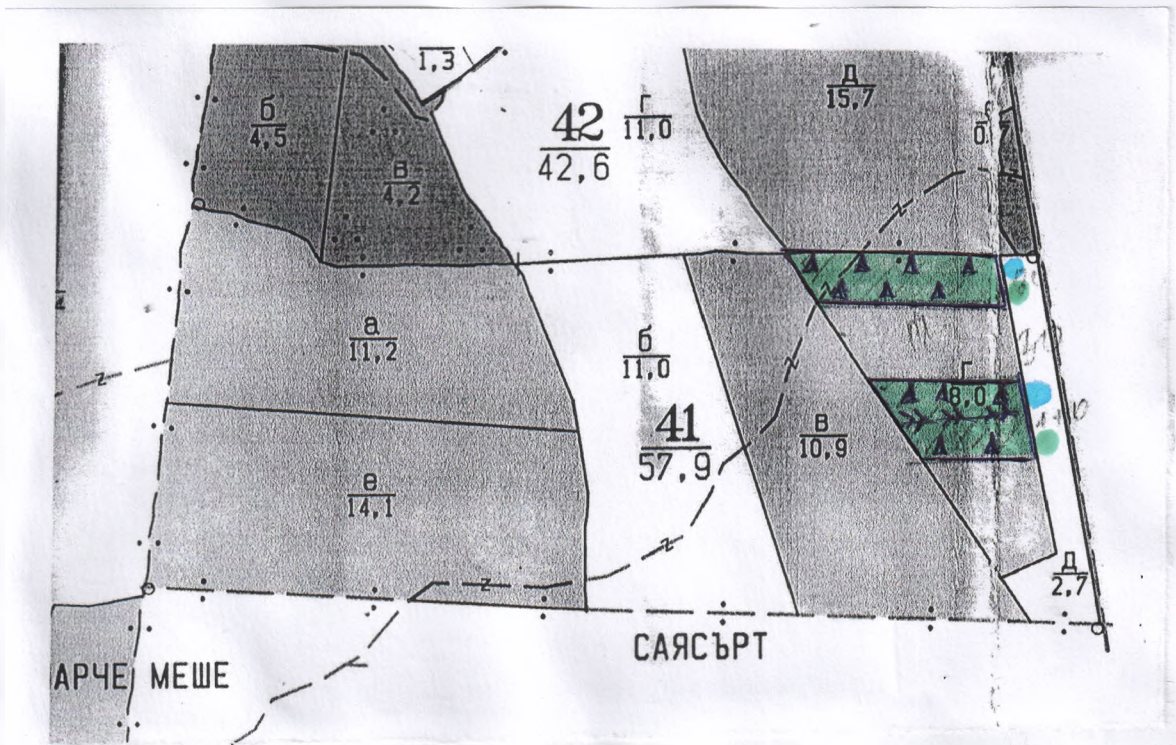 1,3
Д
15,7
б
4,5
42
42,6
Г
11,0
в
4,2
а
11,2
б
11,0
Г
8,0
41
57,9
в
10,9
е
14,1
Д
2,7
САЯСЪРТ
АРЧЕ МЕШЕ